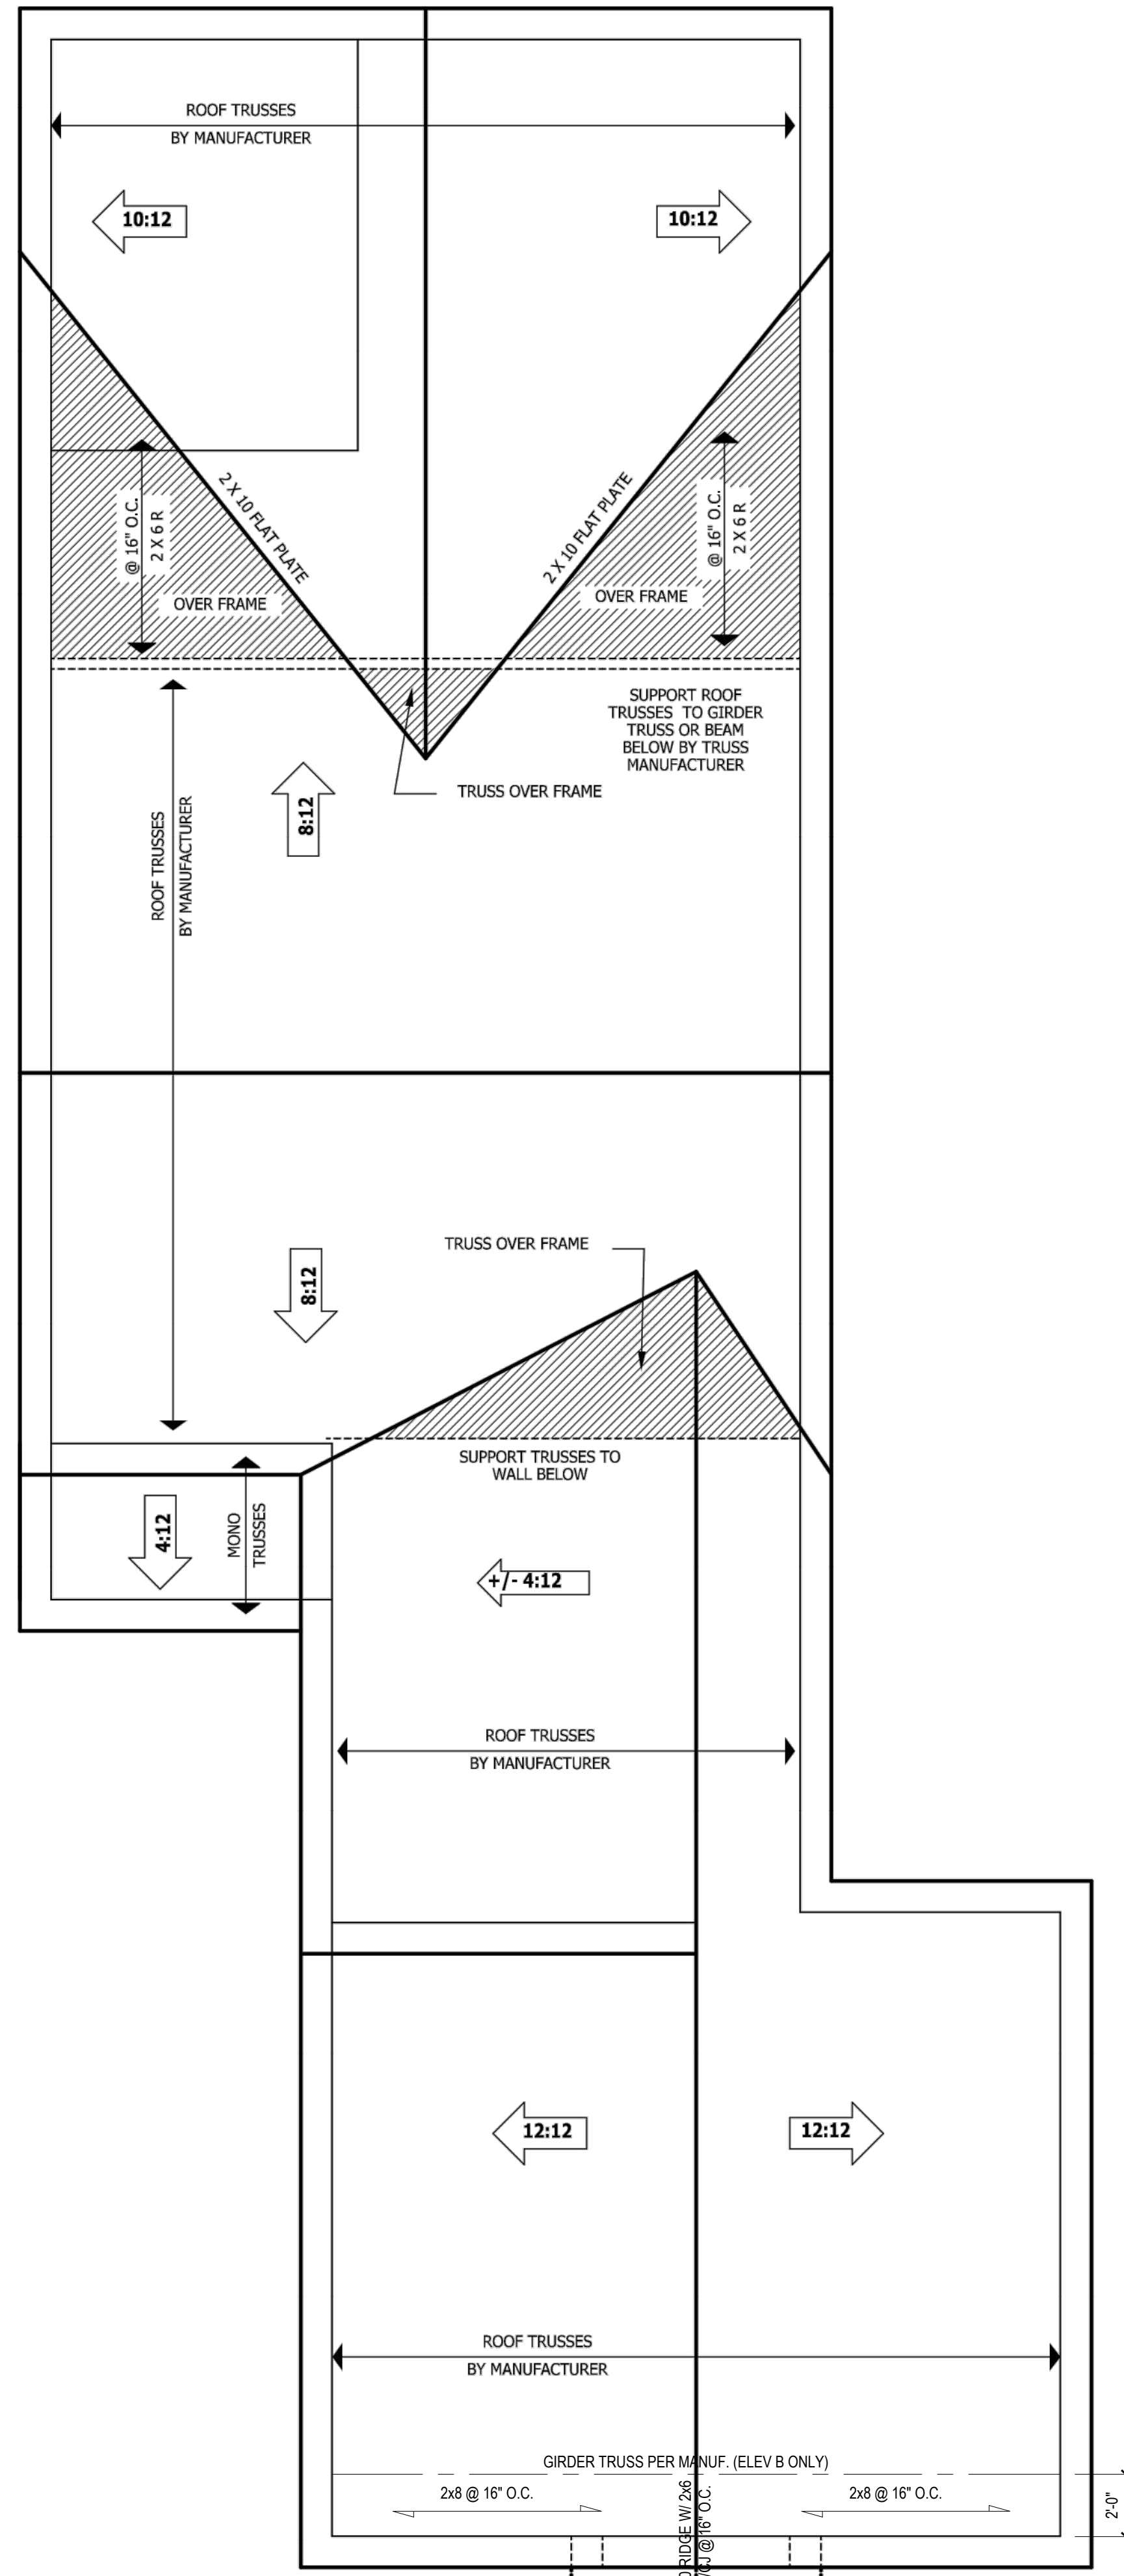 ROOF TRUSSES
BY MANUFACTURER
10:12
10:12
2 X 10 FLAT PLATE
2 X 10 FLAT PLATE
@ 16" O.C.
2 X 6 R
@ 16" O.C.
2 X 6 R
OVER FRAME
OVER FRAME
SUPPORT ROOF
TRUSSES TO GIRDER
TRUSS OR BEAM
BELOW BY TRUSS
MANUFACTURER
TRUSS OVER FRAME
8:12
ROOF TRUSSES
BY MANUFACTURER
TRUSS OVER FRAME
8:12
SUPPORT TRUSSES TO
WALL BELOW
4:12
MONO
TRUSSES
+/- 4:12
ROOF TRUSSES
BY MANUFACTURER
12:12
12:12
ROOF TRUSSES
BY MANUFACTURER
GIRDER TRUSS PER MANUF. (ELEV B ONLY)
2x8 @ 16" O.C.
2x8 @ 16" O.C.
RIDGE W/ 2x6
@ 16" O.C.
2'-0"